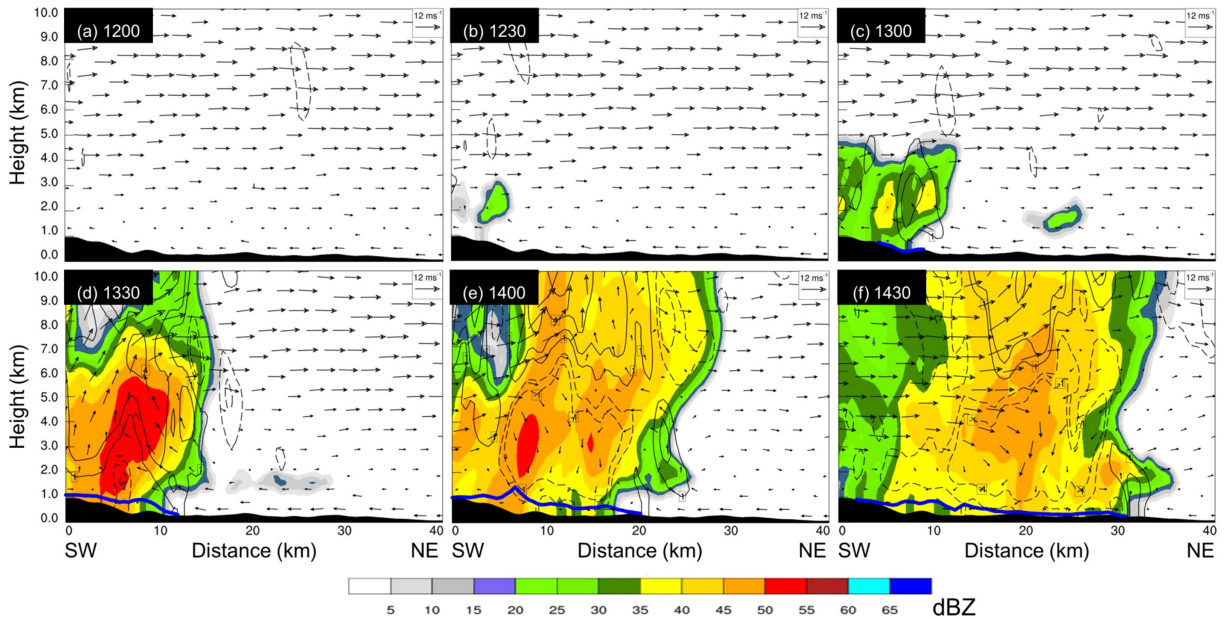 (a) 1200
12 ms⁻¹
(b) 1230
12 ms⁻¹
(c) 1300
12 ms⁻¹
Height (km)
10.0
9.0
8.0
7.0
6.0
5.0
4.0
3.0
2.0
1.0
0.0
(d) 1330
12 ms⁻¹
(e) 1400
12 ms⁻¹
(f) 1430
12 ms⁻¹
Height (km)
10.0
9.0
8.0
7.0
6.0
5.0
4.0
3.0
2.0
1.0
0.0
0 10 20 30 40 0 10 20 30 40 0 10 20 30 40
SW Distance (km) NE SW Distance (km) NE SW Distance (km) NE
5 10 15 20 25 30 35 40 45 50 55 60 65 dBZ